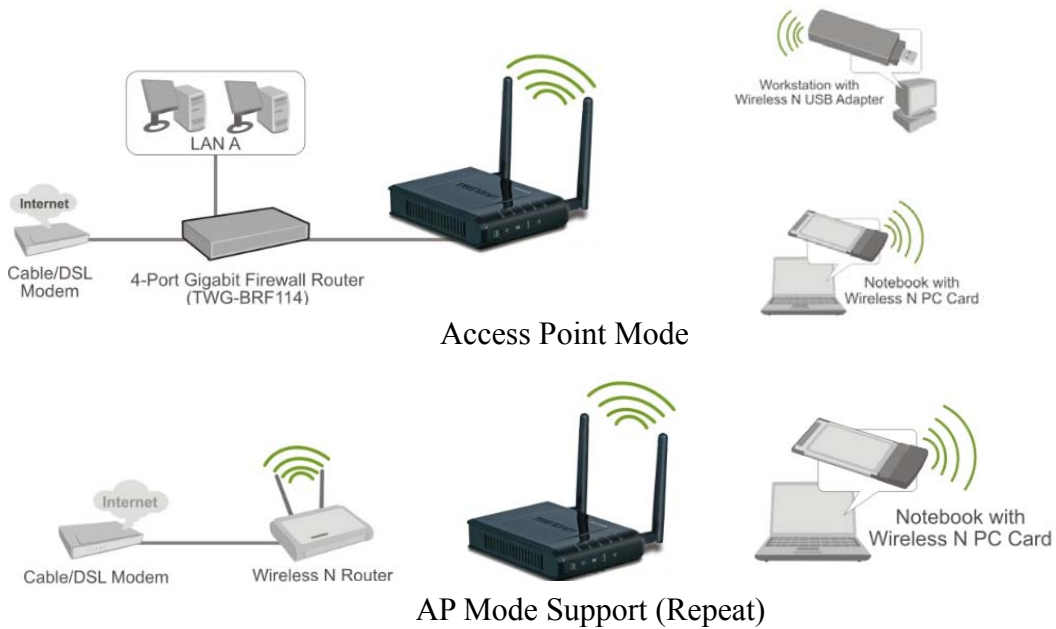 Workstation with
Wireless N USB Adapter
LAN A
Internet
Cable/DSL
Modem
4-Port Gigabit Firewall Router
(TWG-BRF114)
Notebook with
Wireless N PC Card
Access Point Mode
Internet
Cable/DSL Modem
Wireless N Router
Notebook with
Wireless N PC Card
AP Mode Support (Repeat)